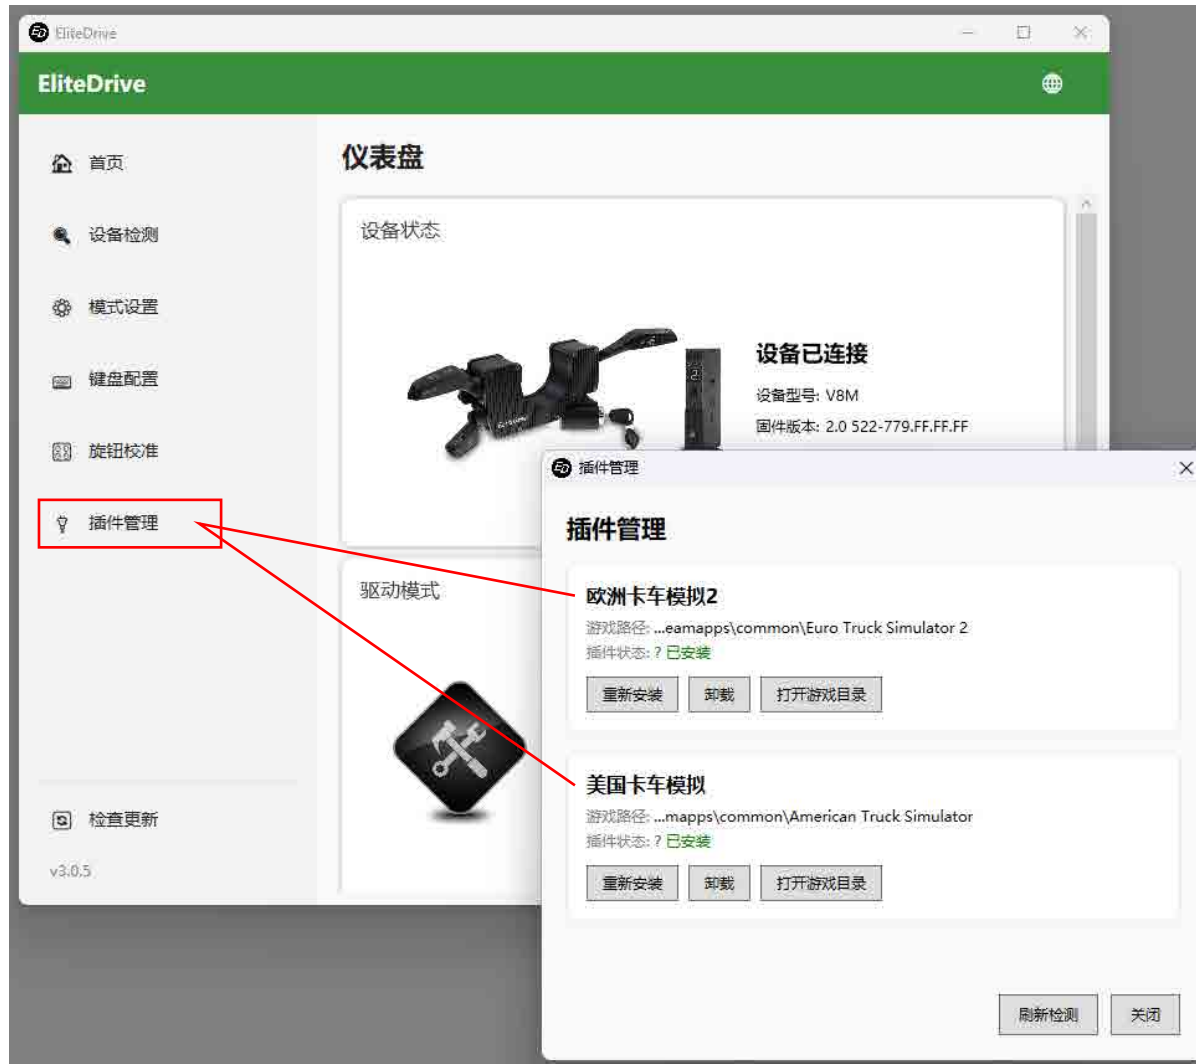 EliteDrive
EliteDrive
首页
设备检测
模式设置
键盘配置
旋钮校准
插件管理
检查更新
v3.0.5
仪表盘
设备状态
设备已连接
设备型号: V8M
固件版本: 2.0 522-779.FF.FF.FF
驱动模式
插件管理
插件管理
欧洲卡车模拟2
游戏路径: ...eamapps\common\Euro Truck Simulator 2
插件状态: ? 已安装
重新安装 卸载 打开游戏目录
美国卡车模拟
游戏路径: ...mapps\common\American Truck Simulator
插件状态: ? 已安装
重新安装 卸载 打开游戏目录
刷新检测 关闭